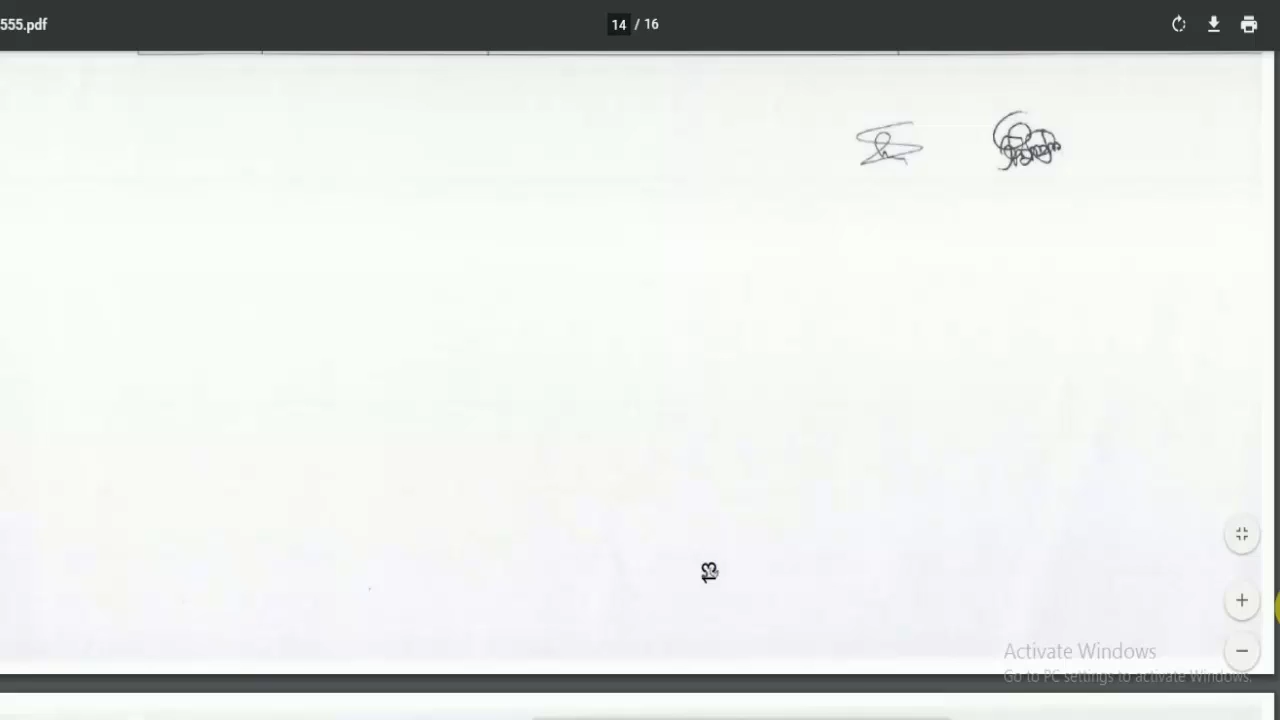 555.pdf
14 / 16
Activate Windows
Go to PC settings to activate Windows.